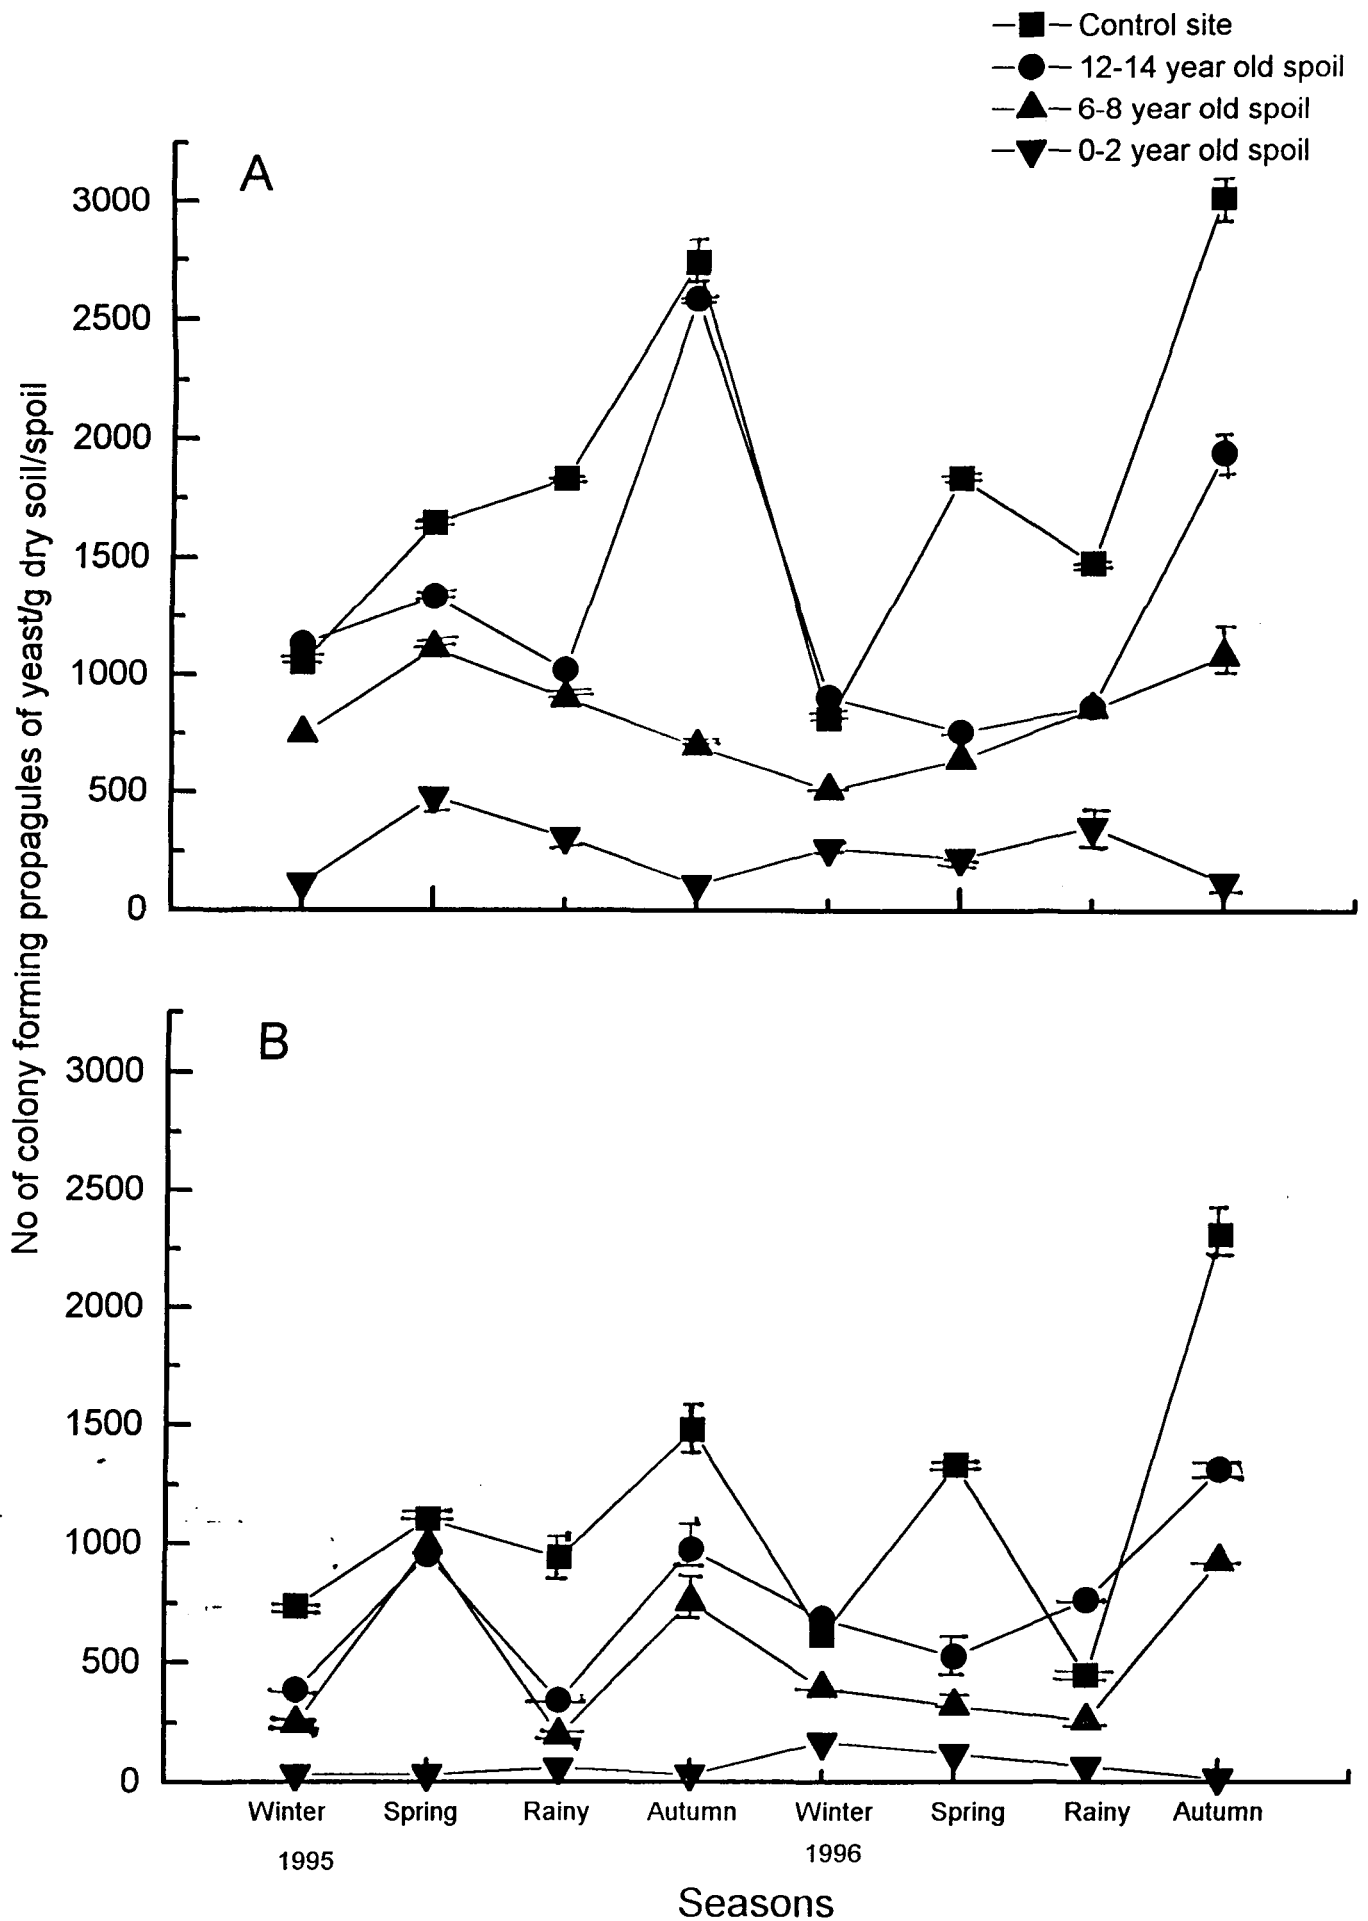 Control site
12-14 year old spoil
6-8 year old spoil
0-2 year old spoil
No of colony forming propagules of yeast/g dry soil/spoil
A
3000
2500
2000
1500
1000
500
0
B
3000
2500
2000
1500
1000
500
0
Winter Spring Rainy Autumn Winter Spring Rainy Autumn
1995 1996
Seasons